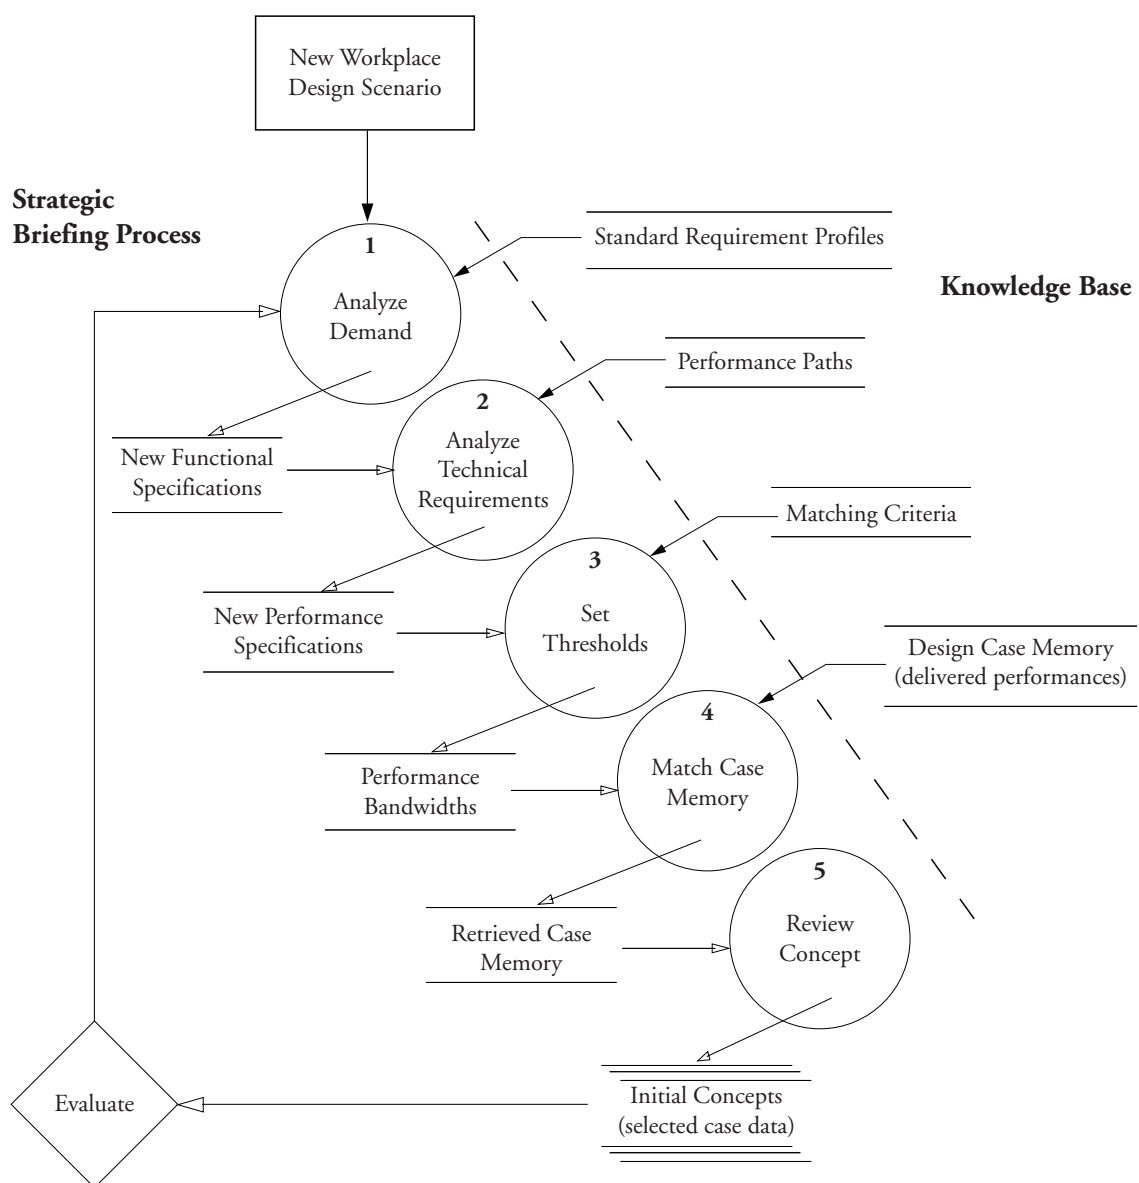 New Workplace
Design Scenario
Strategic
Briefing Process
1
Analyze
Demand
Standard Requirement Profiles
Knowledge Base
Performance Paths
2
Analyze
Technical
Requirements
New Functional
Specifications
Matching Criteria
3
Set
Thresholds
New Performance
Specifications
Design Case Memory
(delivered performances)
4
Match Case
Memory
Performance
Bandwidths
5
Review
Concept
Retrieved Case
Memory
Evaluate
Initial Concepts
(selected case data)